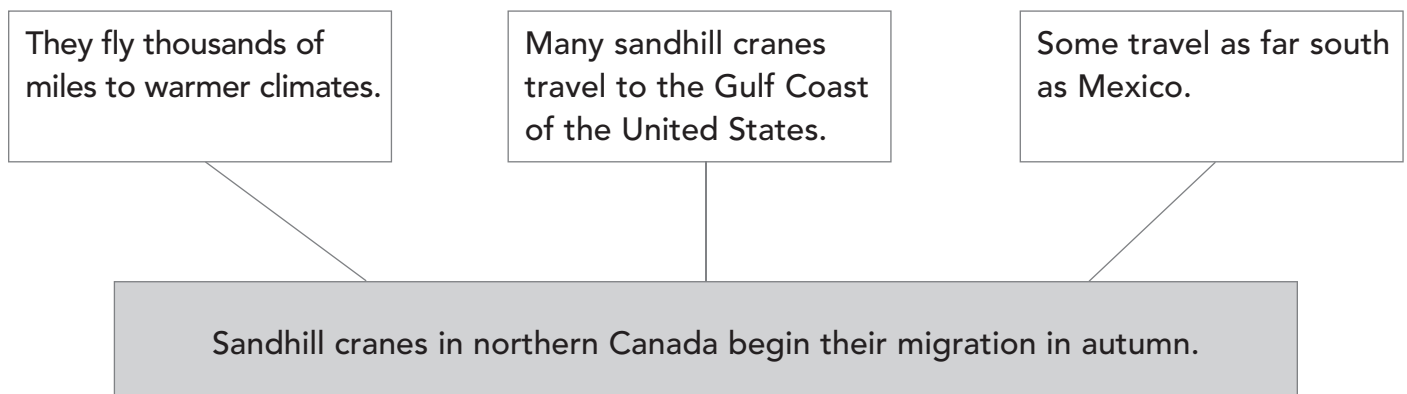 They fly thousands of
miles to warmer climates.
Many sandhill cranes
travel to the Gulf Coast
of the United States.
Some travel as far south
as Mexico.
Sandhill cranes in northern Canada begin their migration in autumn.